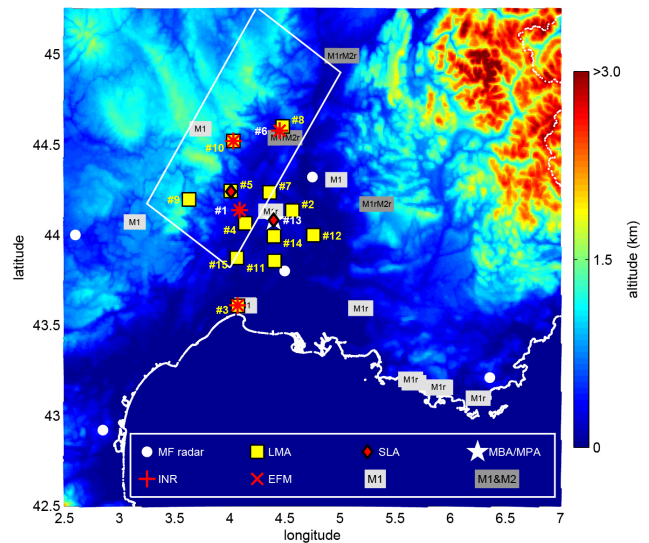 45
44.5
44
43.5
43
42.5
latitude
2.6
3
3.5
4
4.5
5
5.5
6
6.5
7
longitude
>3.0
1.5
0
altitude (km)
M1rM2r
#8
M1
#6
M1rM2r
#10
M1
#5
#7
#9
M1rM2r
#1
#2
M1
#13
#4
#14
#12
#15
#11
#3
M1r
M1r
M1r
M1r
MF radar
LMA
SLA
MBA/MPA
INR
EFM
M1
M1&M2